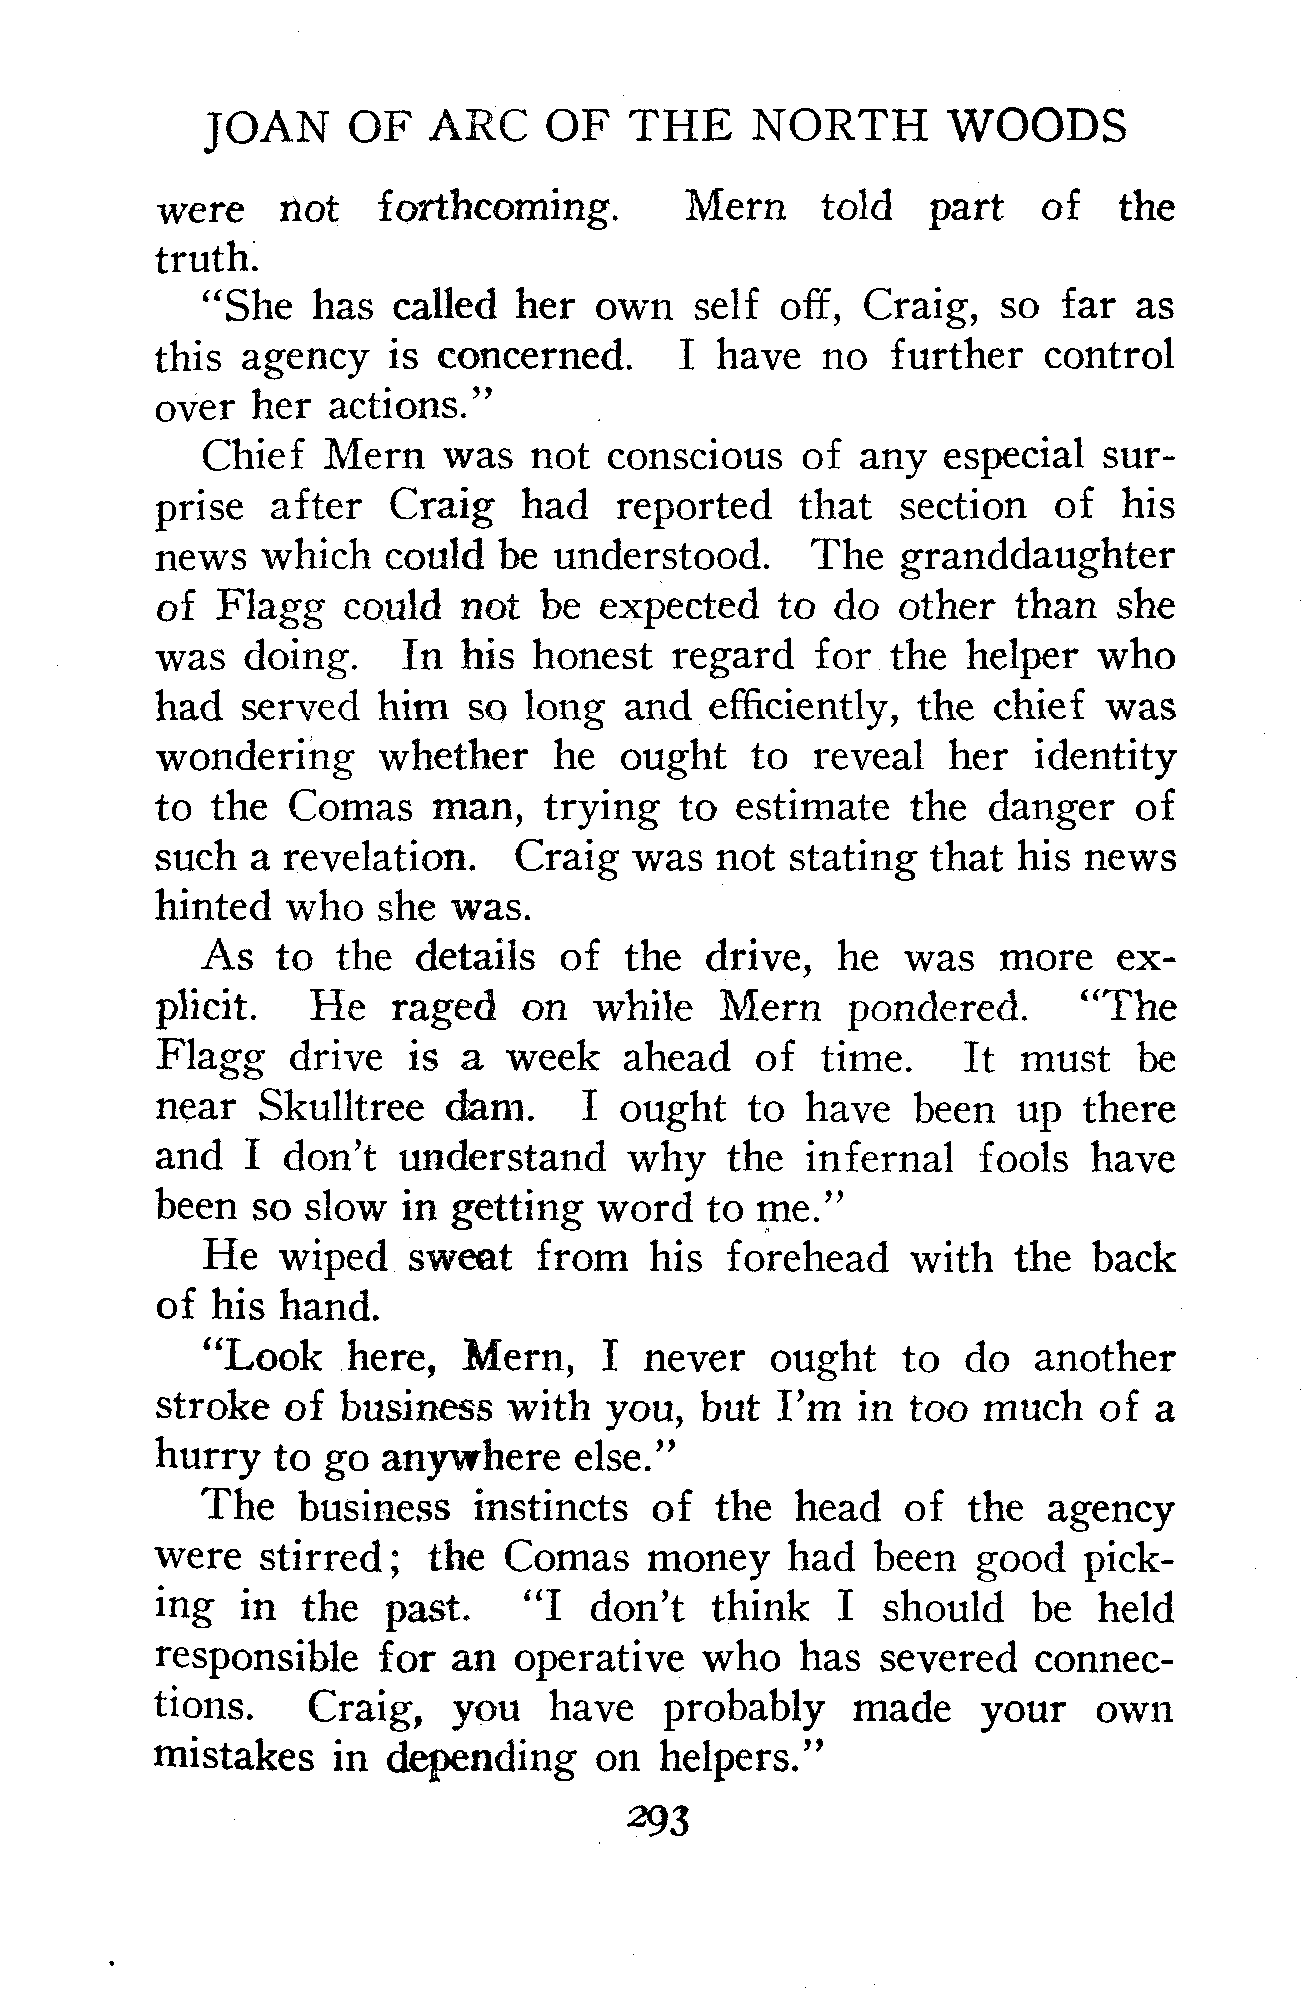 JOAN OF ARC OF THE NORTH WOODS
were not forthcoming. Mern told part of the
truth.
“She has called her own self off, Craig, so far as
this agency is concerned. I have no further control
over her actions.”
Chief Mern was not conscious of any especial sur-
prise after Craig had reported that section of his
news which could be understood. The granddaughter
of Flagg could not be expected to do other than she
was doing. In his honest regard for the helper who
had served him so long and efficiently, the chief was
wondering whether he ought to reveal her identity
to the Comas man, trying to estimate the danger of
such a revelation. Craig was not stating that his news
hinted who she was.
As to the details of the drive, he was more ex-
plicit. He raged on while Mern pondered. “The
Flagg drive is a week ahead of time. It must be
near Skulltree dam. I ought to have been up there
and I don’t understand why the infernal fools have
been so slow in getting word to me.”
He wiped sweat from his forehead with the back
of his hand.
“Look here, Mern, I never ought to do another
stroke of business with you, but I’m in too much of a
hurry to go anywhere else.”
The business instincts of the head of the agency
were stirred; the Comas money had been good pick-
ing in the past. “I don’t think I should be held
responsible for an operative who has severed connec-
tions. Craig, you have probably made your own
mistakes in depending on helpers.”
293